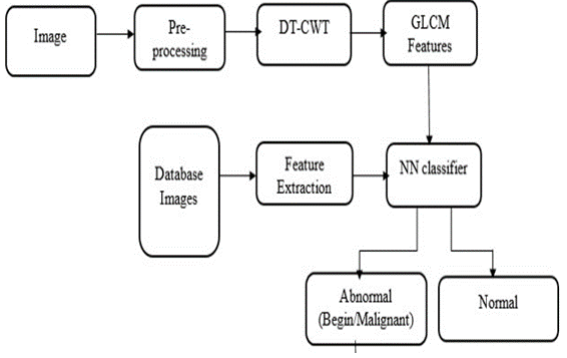 Image
Pre-
processing
DT-CWT
GLCM
Features
Database
Images
Feature
Extraction
NN classifier
Abnormal
(Begin/Malignant)
Normal